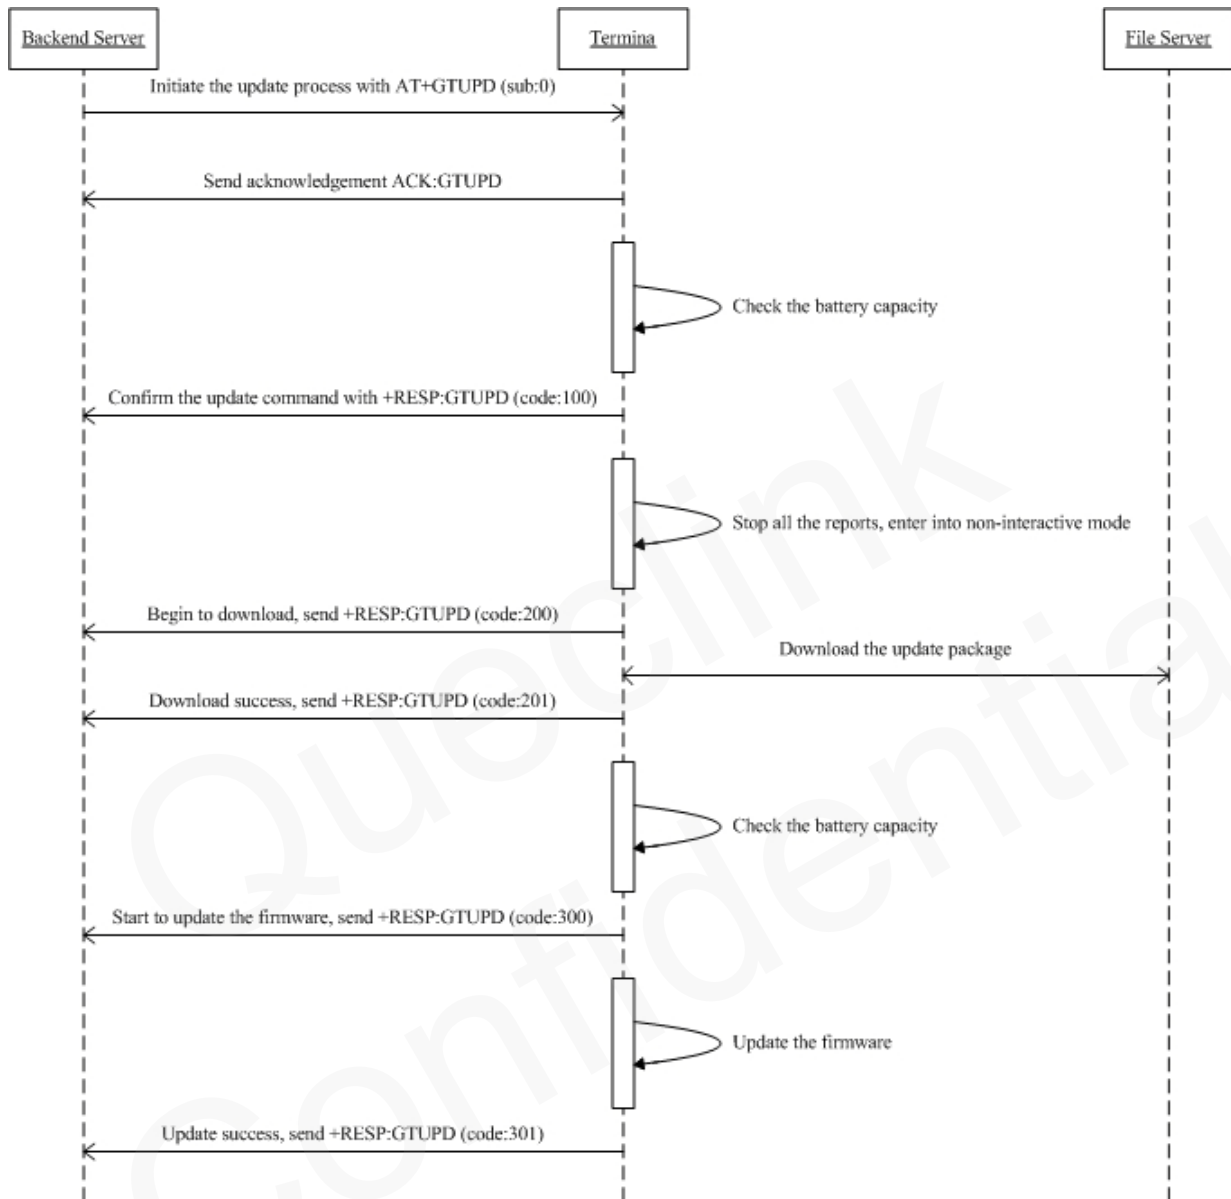 Backend Server
Termina
File Server
Initiate the update process with AT+GTUPD (sub:0)
Send acknowledgement ACK:GTUPD
Check the battery capacity
Confirm the update command with +RESP:GTUPD (code:100)
Stop all the reports, enter into non-interactive mode
Begin to download, send +RESP:GTUPD (code:200)
Download the update package
Download success, send +RESP:GTUPD (code:201)
Check the battery capacity
Start to update the firmware, send +RESP:GTUPD (code:300)
Update the firmware
Update success, send +RESP:GTUPD (code:301)
Queclink
Confidential